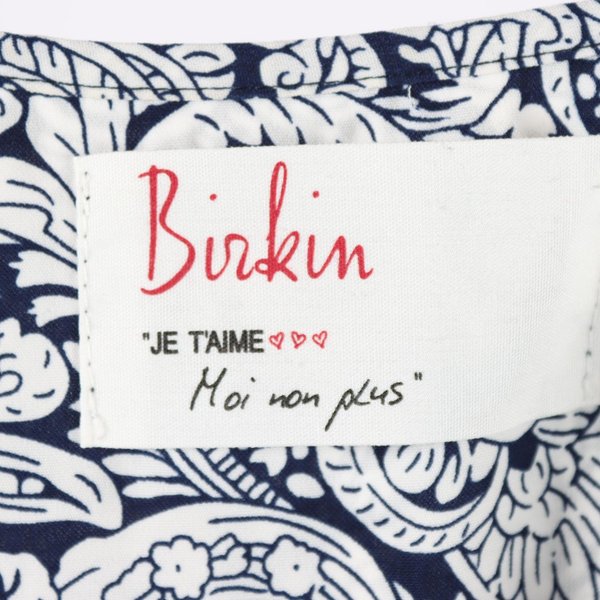 Birkin
"JE T'AIME♡♡♡
Moi non plus"